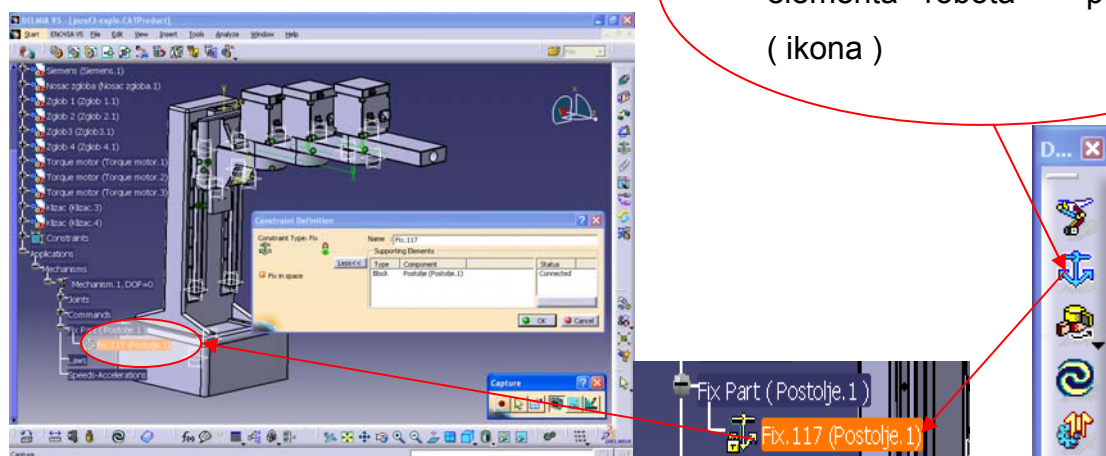 ( ikona )
DELMIA V5 - [jozef3-explo.CATProduct]
Start ENOVIA V5 File Edit View Insert Tools Analyze Window Help
Siemens (Siemens.1)
Nosac zgloba (Nosac zgloba.1)
Zglob 1 (Zglob 1.1)
Zglob 2 (Zglob 2.1)
Zglob3 (Zglob3.1)
Zglob 4 (Zglob 4.1)
Torque motor (Torque motor.1)
Torque motor (Torque motor.2)
Torque motor (Torque motor.3)
Klizac (Klizac.3)
Klizac (Klizac.4)
Constraints
Applications
Mechanisms
Mechanism.1, DOF=0
Joints
Commands
Fix Part ( Postolje.1 )
Fix.117 (Postolje.1)
Laws
Speeds-Accelerations
Constraint Definition
Constraint Type: Fix
Name : Fix.117
Supporting Elements
Less<<
Type Component Status
Fix in space
Block Postolje (Postolje.1) Connected
OK Cancel
Capture
D...
Fix Part ( Postolje.1 )
Fix.117 (Postolje.1)
f(x)
DELMIA
Capture